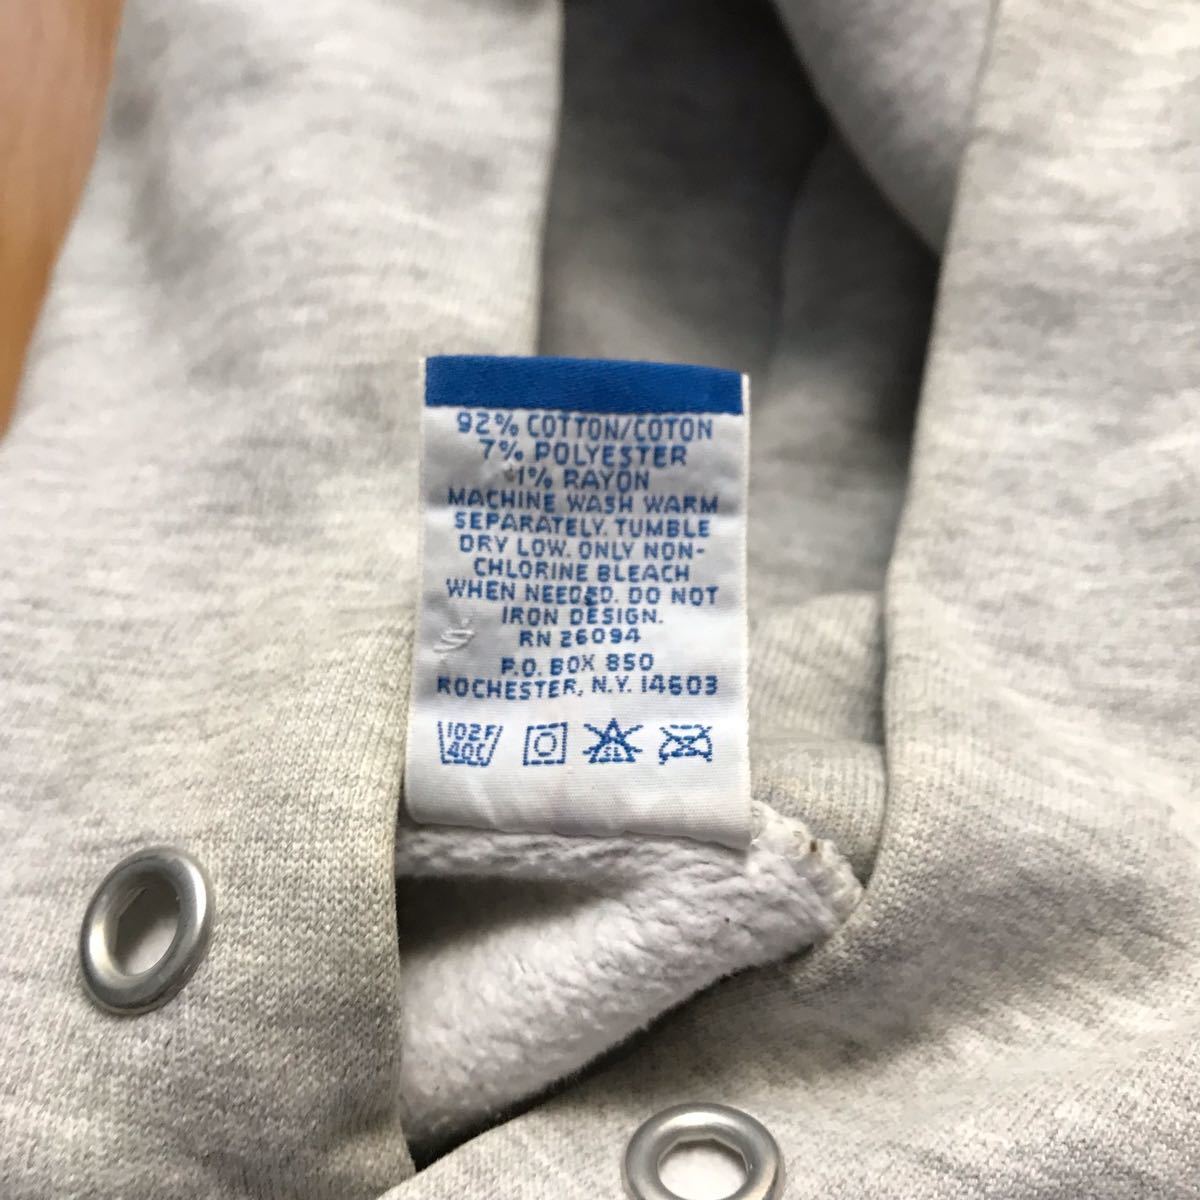 92% COTTON/COTON
7% POLYESTER
1% RAYON
MACHINE WASH WARM
SEPARATELY. TUMBLE
DRY LOW. ONLY NON-
CHLORINE BLEACH
WHEN NEEDED. DO NOT
IRON DESIGN.
RN 26094
P.O. BOX 850
ROCHESTER, N.Y. 14603
102F
40C
CL